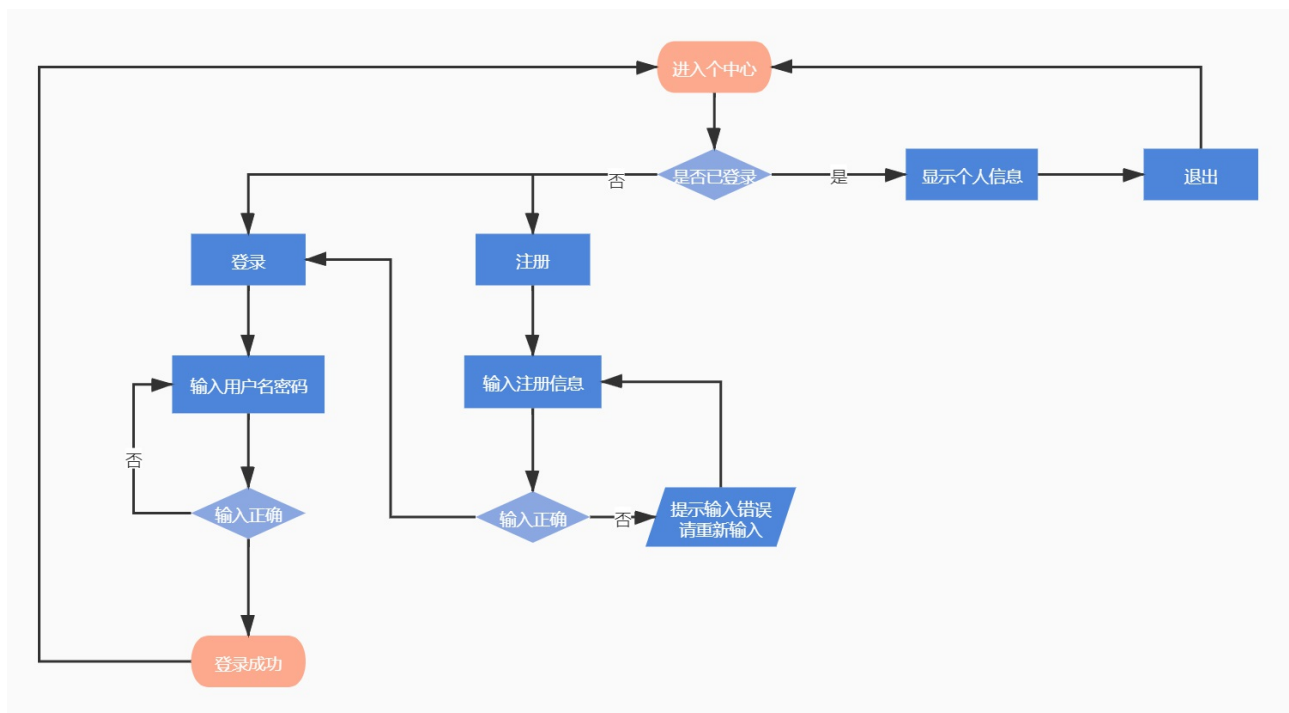 进入个中心
是否已登录
否
是
显示个人信息
退出
登录
注册
输入用户名密码
输入注册信息
否
输入正确
输入正确
否
提示输入错误
请重新输入
登录成功